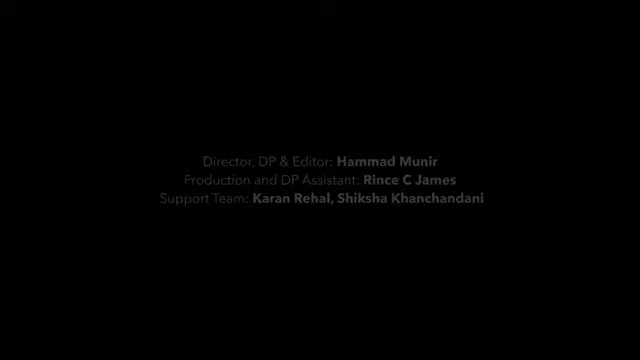 Director, DP & Editor: Hammad Munir
Production and DP Assistant: Rince C James
Support Team: Karan Rehal, Shiksha Khanchandani